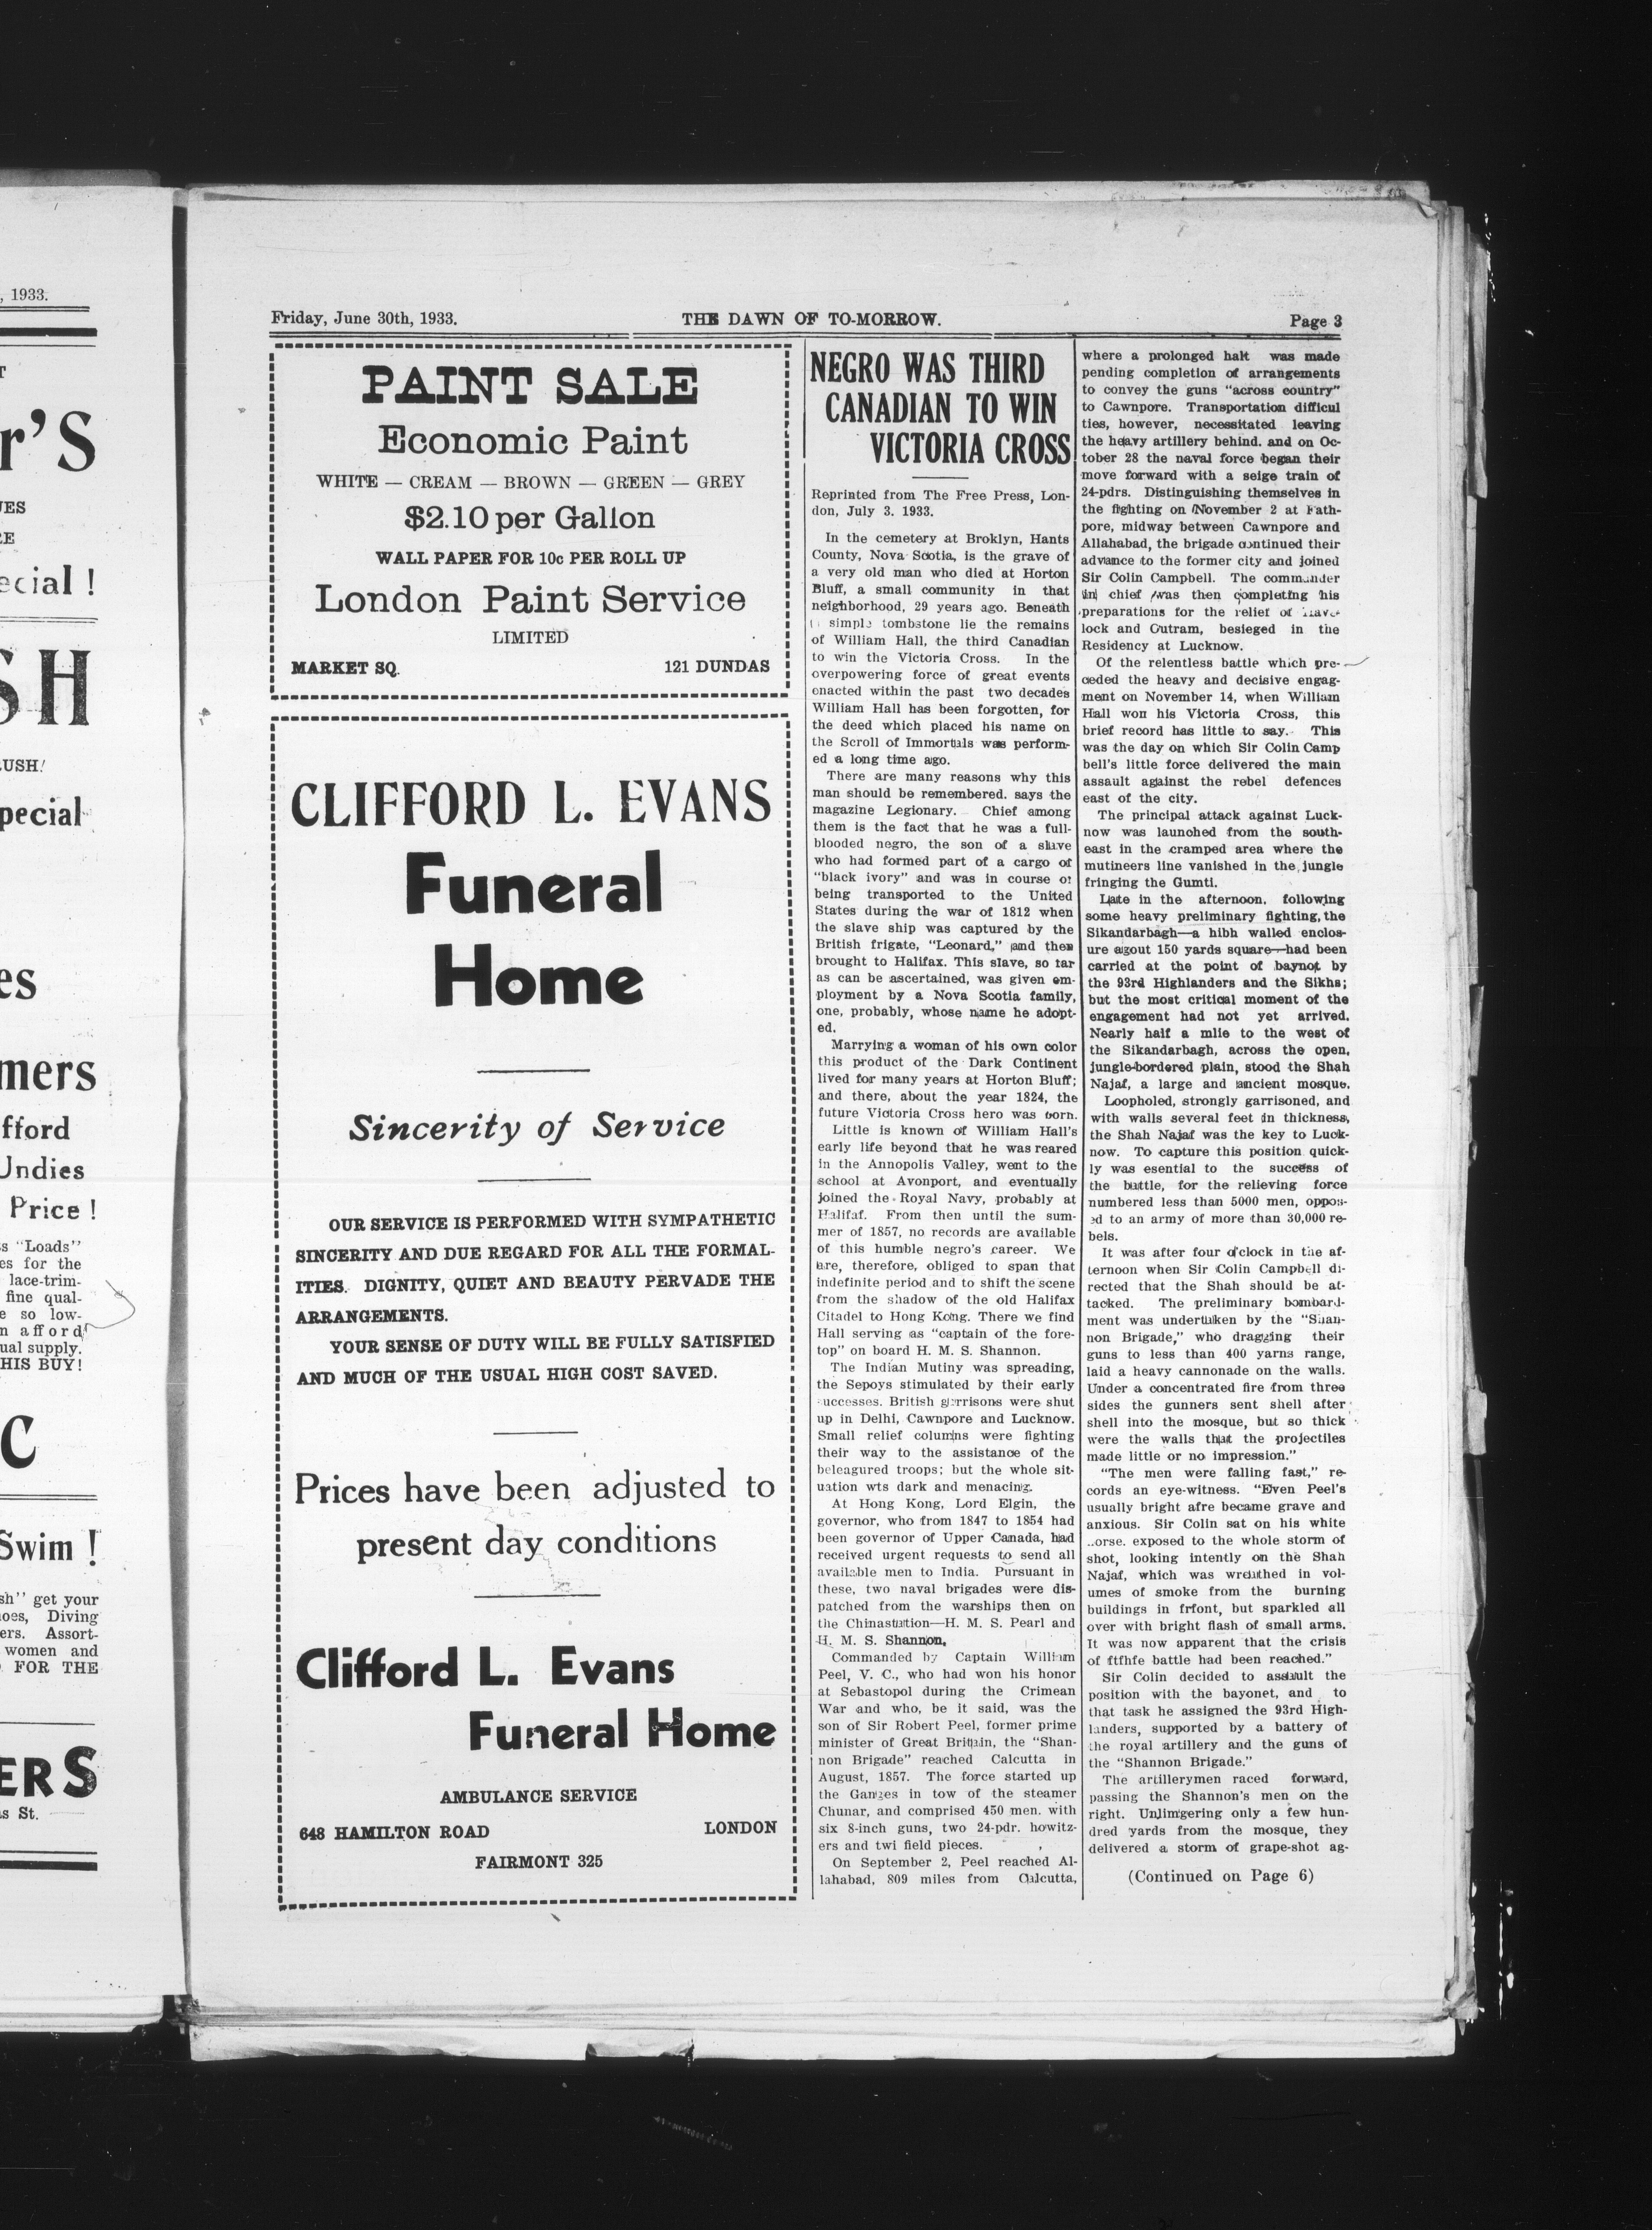 , 1933.
r'S
ecial !
SH
USH!
pecial
es
mers
fford
Undies
Price !
s "Loads"
es for the
lace-trim-
fine qual-
e so low-
n afford
ual supply.
HIS BUY!
C
Swim !
sh" get your
oes, Diving
ers. Assort-
women and
FOR THE
ERS
s St.
Friday, June 30th, 1933. THE DAWN OF TO-MORROW. Page 3
PAINT SALE
Economic Paint
WHITE — CREAM — BROWN — GREEN — GREY
$2.10 per Gallon
WALL PAPER FOR 10c PER ROLL UP
London Paint Service
LIMITED
MARKET SQ. 121 DUNDAS
CLIFFORD L. EVANS
Funeral
Home
Sincerity of Service
OUR SERVICE IS PERFORMED WITH SYMPATHETIC
SINCERITY AND DUE REGARD FOR ALL THE FORMAL-
ITIES. DIGNITY, QUIET AND BEAUTY PERVADE THE
ARRANGEMENTS.
YOUR SENSE OF DUTY WILL BE FULLY SATISFIED
AND MUCH OF THE USUAL HIGH COST SAVED.
Prices have been adjusted to
present day conditions
Clifford L. Evans
Funeral Home
AMBULANCE SERVICE
648 HAMILTON ROAD LONDON
FAIRMONT 325
NEGRO WAS THIRD
CANADIAN TO WIN
VICTORIA CROSS
Reprinted from The Free Press, Lon-
don, July 3. 1933.
In the cemetery at Broklyn, Hants
County, Nova Scotia, is the grave of
a very old man who died at Horton
Bluff, a small community in that
neighborhood, 29 years ago. Beneath
simple tombstone lie the remains
of William Hall, the third Canadian
to win the Victoria Cross. In the
overpowering force of great events
enacted within the past two decades
William Hall has been forgotten, for
the deed which placed his name on
the Scroll of Immortals was perform-
ed a long time ago.
There are many reasons why this
man should be remembered. says the
magazine Legionary. Chief among
them is the fact that he was a full-
blooded negro, the son of a slave
who had formed part of a cargo of
"black ivory" and was in course of
being transported to the United
States during the war of 1812 when
the slave ship was captured by the
British frigate, "Leonard," and then
brought to Halifax. This slave, so far
as can be ascertained, was given em-
ployment by a Nova Scotia family,
one, probably, whose name he adopt-
ed.
Marrying a woman of his own color
this product of the Dark Continent
lived for many years at Horton Bluff;
and there, about the year 1824, the
future Victoria Cross hero was born.
Little is known of William Hall's
early life beyond that he was reared
in the Annopolis Valley, went to the
school at Avonport, and eventually
joined the Royal Navy, probably at
Halifaf. From then until the sum-
mer of 1857, no records are available
of this humble negro's career. We
are, therefore, obliged to span that
indefinite period and to shift the scene
from the shadow of the old Halifax
Citadel to Hong Kong. There we find
Hall serving as "captain of the fore-
top" on board H. M. S. Shannon.
The Indian Mutiny was spreading,
the Sepoys stimulated by their early
successes. British garrisons were shut
up in Delhi, Cawnpore and Lucknow.
Small relief columns were fighting
their way to the assistance of the
beleagured troops; but the whole sit-
uation wts dark and menacing.
At Hong Kong, Lord Elgin, the
governor, who from 1847 to 1854 had
been governor of Upper Canada, had
received urgent requests to send all
available men to India. Pursuant in
these, two naval brigades were dis-
patched from the warships then on
the Chinastation—H. M. S. Pearl and
H. M. S. Shannon.
Commanded by Captain William
Peel, V. C., who had won his honor
at Sebastopol during the Crimean
War and who, be it said, was the
son of Sir Robert Peel, former prime
minister of Great Britain, the "Shan-
non Brigade" reached Calcutta in
August, 1857. The force started up
the Ganges in tow of the steamer
Chunar, and comprised 450 men. with
six 8-inch guns, two 24-pdr. howitz-
ers and twi field pieces.
On September 2, Peel reached Al-
lahabad, 809 miles from Calcutta,
where a prolonged halt was made
pending completion of arrangements
to convey the guns "across country"
to Cawnpore. Transportation difficul
ties, however, necessitated leaving
the heavy artillery behind. and on Oc-
tober 28 the naval force began their
move forward with a seige train of
24-pdrs. Distinguishing themselves in
the fighting on November 2 at Fath-
pore, midway between Cawnpore and
Allahabad, the brigade continued their
advance to the former city and joined
Sir Colin Campbell. The commander
in chief was then completing his
preparations for the relief of Have-
lock and Outram, besieged in the
Residency at Lucknow.
Of the relentless battle which pre-
ceded the heavy and decisive engag-
ment on November 14, when William
Hall won his Victoria Cross, this
brief record has little to say. This
was the day on which Sir Colin Camp
bell's little force delivered the main
assault against the rebel defences
east of the city.
The principal attack against Luck-
now was launched from the south-
east in the cramped area where the
mutineers line vanished in the jungle
fringing the Gumti.
Late in the afternoon, following
some heavy preliminary fighting, the
Sikandarbagh—a hibh walled enclos-
ure agout 150 yards square—had been
carried at the point of baynot by
the 93rd Highlanders and the Sikhs;
but the most critical moment of the
engagement had not yet arrived.
Nearly half a mlie to the west of
the Sikandarbagh, across the open,
jungle-bordered plain, stood the Shah
Najaf, a large and ancient mosque.
Loopholed, strongly garrisoned, and
with walls several feet in thickness,
the Shah Najaf was the key to Luck-
now. To capture this position quick-
ly was esential to the success of
the battle, for the relieving force
numbered less than 5000 men, oppos-
ed to an army of more than 30,000 re-
bels.
It was after four o'clock in the af-
ternoon when Sir Colin Campbell di-
rected that the Shah should be at-
tacked. The preliminary bombard-
ment was undertaken by the "Shan-
non Brigade," who dragging their
guns to less than 400 yarns range,
laid a heavy cannonade on the walls.
Under a concentrated fire from three
sides the gunners sent shell after
shell into the mosque, but so thick
were the walls that the projectiles
made little or no impression."
"The men were falling fast," re-
cords an eye-witness. "Even Peel's
usually bright afre became grave and
anxious. Sir Colin sat on his white
..orse. exposed to the whole storm of
shot, looking intently on the Shah
Najaf, which was wreathed in vol-
umes of smoke from the burning
buildings in frfont, but sparkled all
over with bright flash of small arms.
It was now apparent that the crisis
of ftfhfe battle had been reached."
Sir Colin decided to assault the
position with the bayonet, and to
that task he assigned the 93rd High-
landers, supported by a battery of
the royal artillery and the guns of
the "Shannon Brigade."
The artillerymen raced forward,
passing the Shannon's men on the
right. Unlimgering only a few hun-
dred yards from the mosque, they
delivered a storm of grape-shot ag-
(Continued on Page 6)